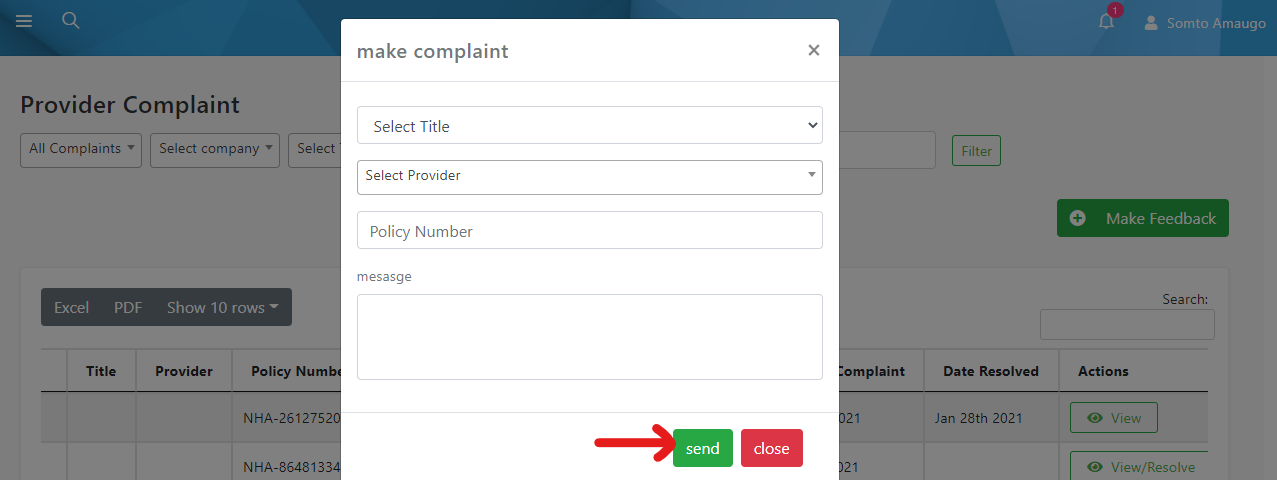 1
Somto Amaugo
make complaint ×
Provider Complaint
All Complaints
Select company
Select
Filter
Select Title
Select Provider
Policy Number
mesasge
send
close
Make Feedback
Excel PDF Show 10 rows
Search:
Title Provider Policy Numbe Complaint Date Resolved Actions
NHA-26127520 2021 Jan 28th 2021 View
NHA-86481334 2021 View/Resolve